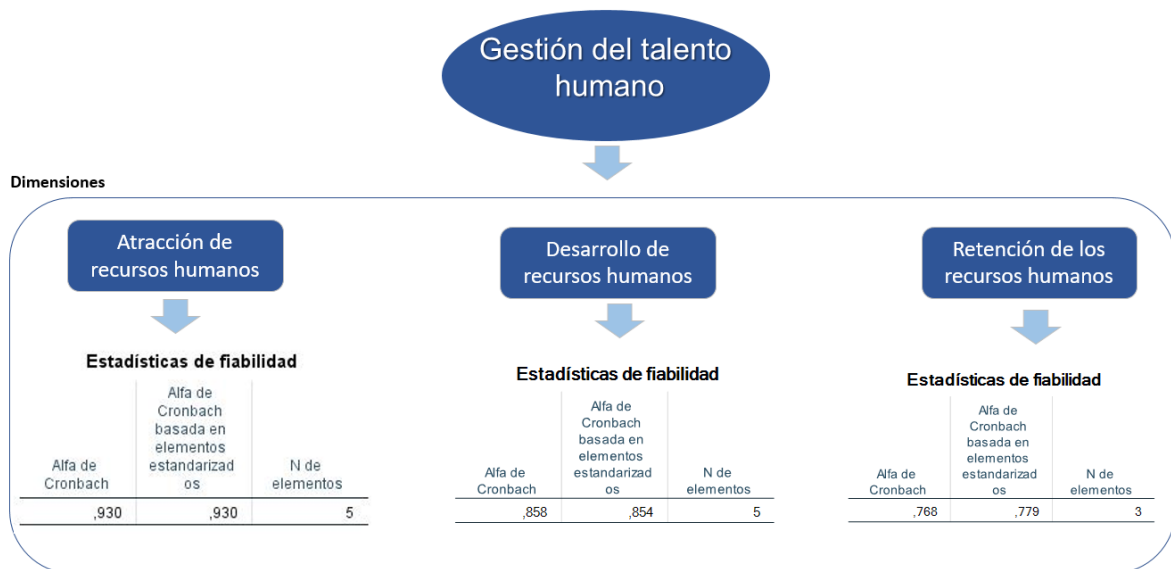 Gestión del talento
humano
Dimensiones
Atracción de
recursos humanos
Estadísticas de fiabilidad
Alfa de
Cronbach
Alfa de
Cronbach
basada en
elementos
estandarizad
os
N de
elementos
,930
,930
5
Desarrollo de
recursos humanos
Estadísticas de fiabilidad
Alfa de
Cronbach
Alfa de
Cronbach
basada en
elementos
estandarizad
os
N de
elementos
,858
,854
5
Retención de los
recursos humanos
Estadísticas de fiabilidad
Alfa de
Cronbach
Alfa de
Cronbach
basada en
elementos
estandarizad
os
N de
elementos
,768
,779
3